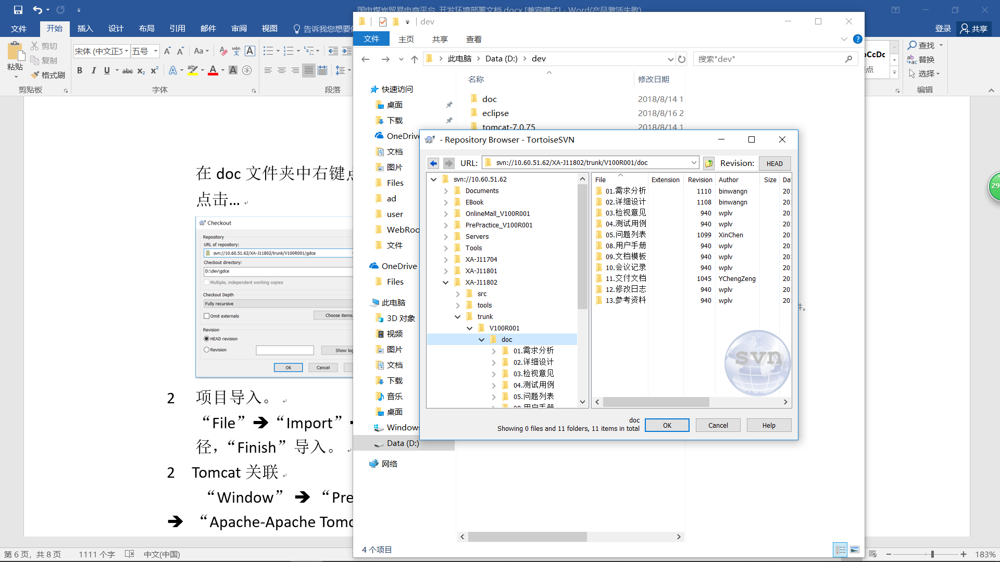 国电煤炭贸易电商平台_开发环境部署文档.docx [兼容模式] - Word(产品激活失败)
文件
开始
插入
设计
布局
引用
邮件
审阅
视图
告诉我您想要
登录
共享
粘贴
剪切
复制
格式刷
剪贴板
宋体 (中文正文
五号
字体
段落
查找
替换
选择
编辑
在 doc 文件夹中右键
点击...
Checkout
Repository
URL of repository:
svn://10.60.51.62/XA-J11802/trunk/V100R001/gdce
Checkout directory:
D:\dev\gdce
Multiple, independent working copies
Checkout Depth
Fully recursive
Omit externals
Choose items.
Revision
HEAD revision
Revision
Show log
OK
Cancel
2 项目导入。
“File”➔“Import”
径，“Finish”导入。
2 Tomcat 关联
“Window” ➔ “Pre
➔ “Apache-Apache Tomc
第 6 页，共 8 页
1111 个字
中文(中国)
183%
dev
文件
主页
共享
查看
此电脑 > Data (D:) > dev
搜索"dev"
名称
修改日期
doc 2018/8/14 1
eclipse 2018/8/16 2
tomcat-7.0.75 2018/8/14 1
快速访问
桌面
下载
OneDrive
文档
图片
Files
ad
user
WebRoo
文件
OneDrive
Files
此电脑
3D 对象
视频
图片
文档
下载
音乐
桌面
Windows
Data (D:)
网络
4 个项目
- Repository Browser - TortoiseSVN
URL:
svn://10.60.51.62/XA-J11802/trunk/V100R001/doc
Revision:
HEAD
svn://10.60.51.62
Documents
EBook
OnlineMall_V100R001
PrePractice_V100R001
Servers
Tools
XA-J11704
XA-J11801
XA-J11802
src
tools
trunk
V100R001
doc
01.需求分析
02.详细设计
03.检视意见
04.测试用例
05.问题列表
08.用户手册
File Extension Revision Author Size Da
01.需求分析 1110 binwangn 20
02.详细设计 1108 binwangn 20
03.检视意见 940 wplv 20
04.测试用例 940 wplv 20
05.问题列表 1099 XinChen 20
08.用户手册 940 wplv 20
09.文档模板 940 wplv 20
10.会议记录 940 wplv 20
11.交付文档 1045 YChengZeng 20
12.修改日志 940 wplv 20
13.参考资料 940 wplv 20
svn
doc
Showing 0 files and 11 folders, 11 items in total
OK
Cancel
Help
件。
29